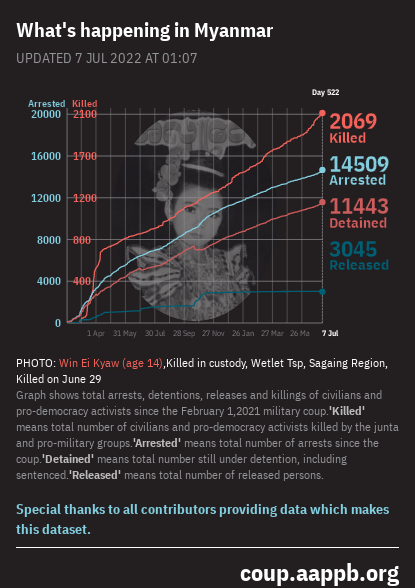 What's happening in Myanmar
UPDATED 7 JUL 2022 AT 01:07
Day 522
Arrested Killed
20000 2100
2069
Killed
16000 1700
14509
Arrested
12000 1200
11443
Detained
8000 800
3045
Released
4000 400
0
1 Apr 31 May 30 Jul 28 Sep 27 Nov 26 Jan 27 Mar 26 Ma 7 Jul
PHOTO: Win Ei Kyaw (age 14),Killed in custody, Wetlet Tsp, Sagaing Region,
Killed on June 29
Graph shows total arrests, detentions, releases and killings of civilians and
pro-democracy activists since the February 1,2021 military coup.'Killed'
means total number of civilians and pro-democracy activists killed by the junta
and pro-military groups.'Arrested' means total number of arrests since the
coup.'Detained' means total number still under detention, including
sentenced.'Released' means total number of released persons.
Special thanks to all contributors providing data which makes
this dataset.
coup.aappb.org